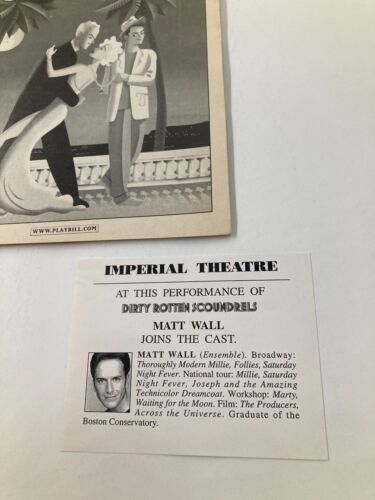 WWW.PLAYBILL.COM
IMPERIAL THEATRE
AT THIS PERFORMANCE OF
DIRTY ROTTEN SCOUNDRELS
MATT WALL
JOINS THE CAST.
MATT WALL (Ensemble). Broadway:
Thoroughly Modern Millie, Follies, Saturday
Night Fever. National tour: Millie, Saturday
Night Fever, Joseph and the Amazing
Technicolor Dreamcoat. Workshop: Marty,
Waiting for the Moon. Film: The Producers,
Across the Universe. Graduate of the
Boston Conservatory.